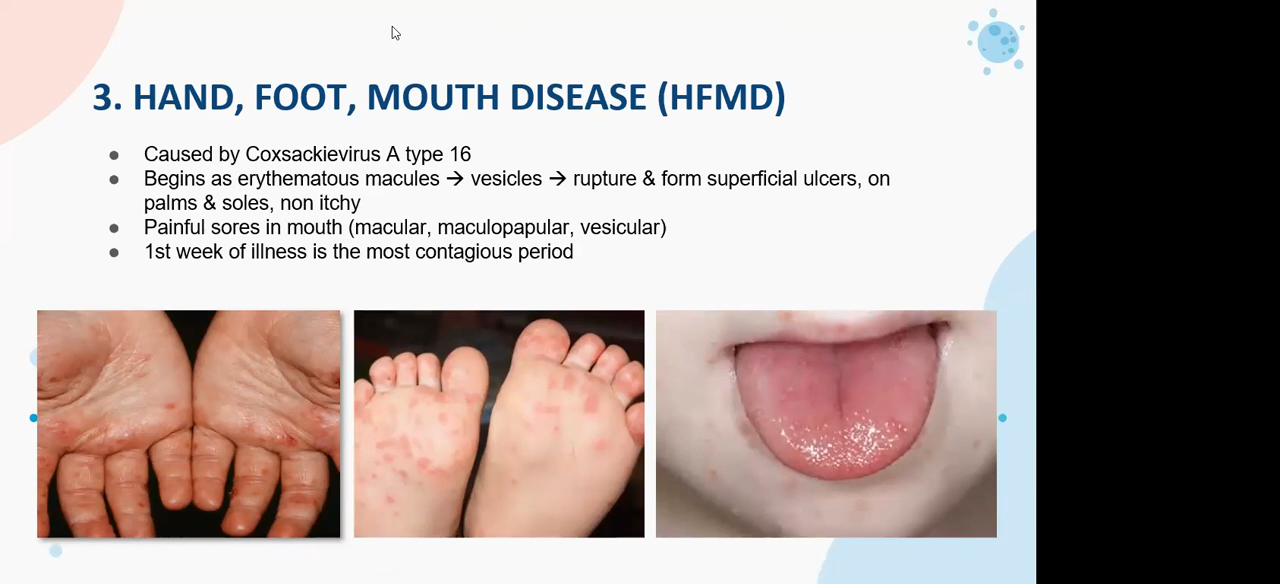 3. HAND, FOOT, MOUTH DISEASE (HFMD)
● Caused by Coxsackievirus A type 16
● Begins as erythematous macules → vesicles → rupture & form superficial ulcers, on
palms & soles, non itchy
● Painful sores in mouth (macular, maculopapular, vesicular)
● 1st week of illness is the most contagious period